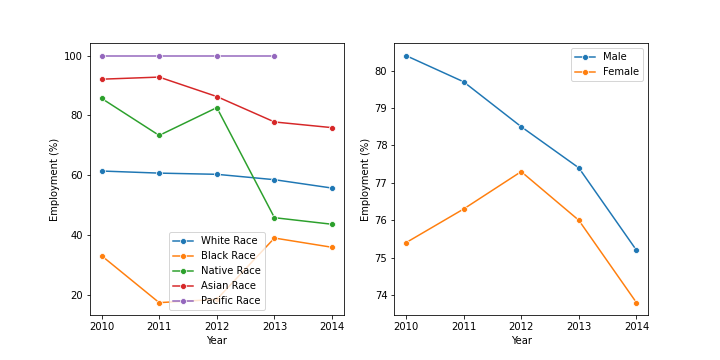 100
80
60
40
20
Employment (%)
White Race
Black Race
Native Race
Asian Race
Pacific Race
2010 2011 2012 2013 2014
Year
80
79
78
77
76
75
74
Employment (%)
Male
Female
2010 2011 2012 2013 2014
Year